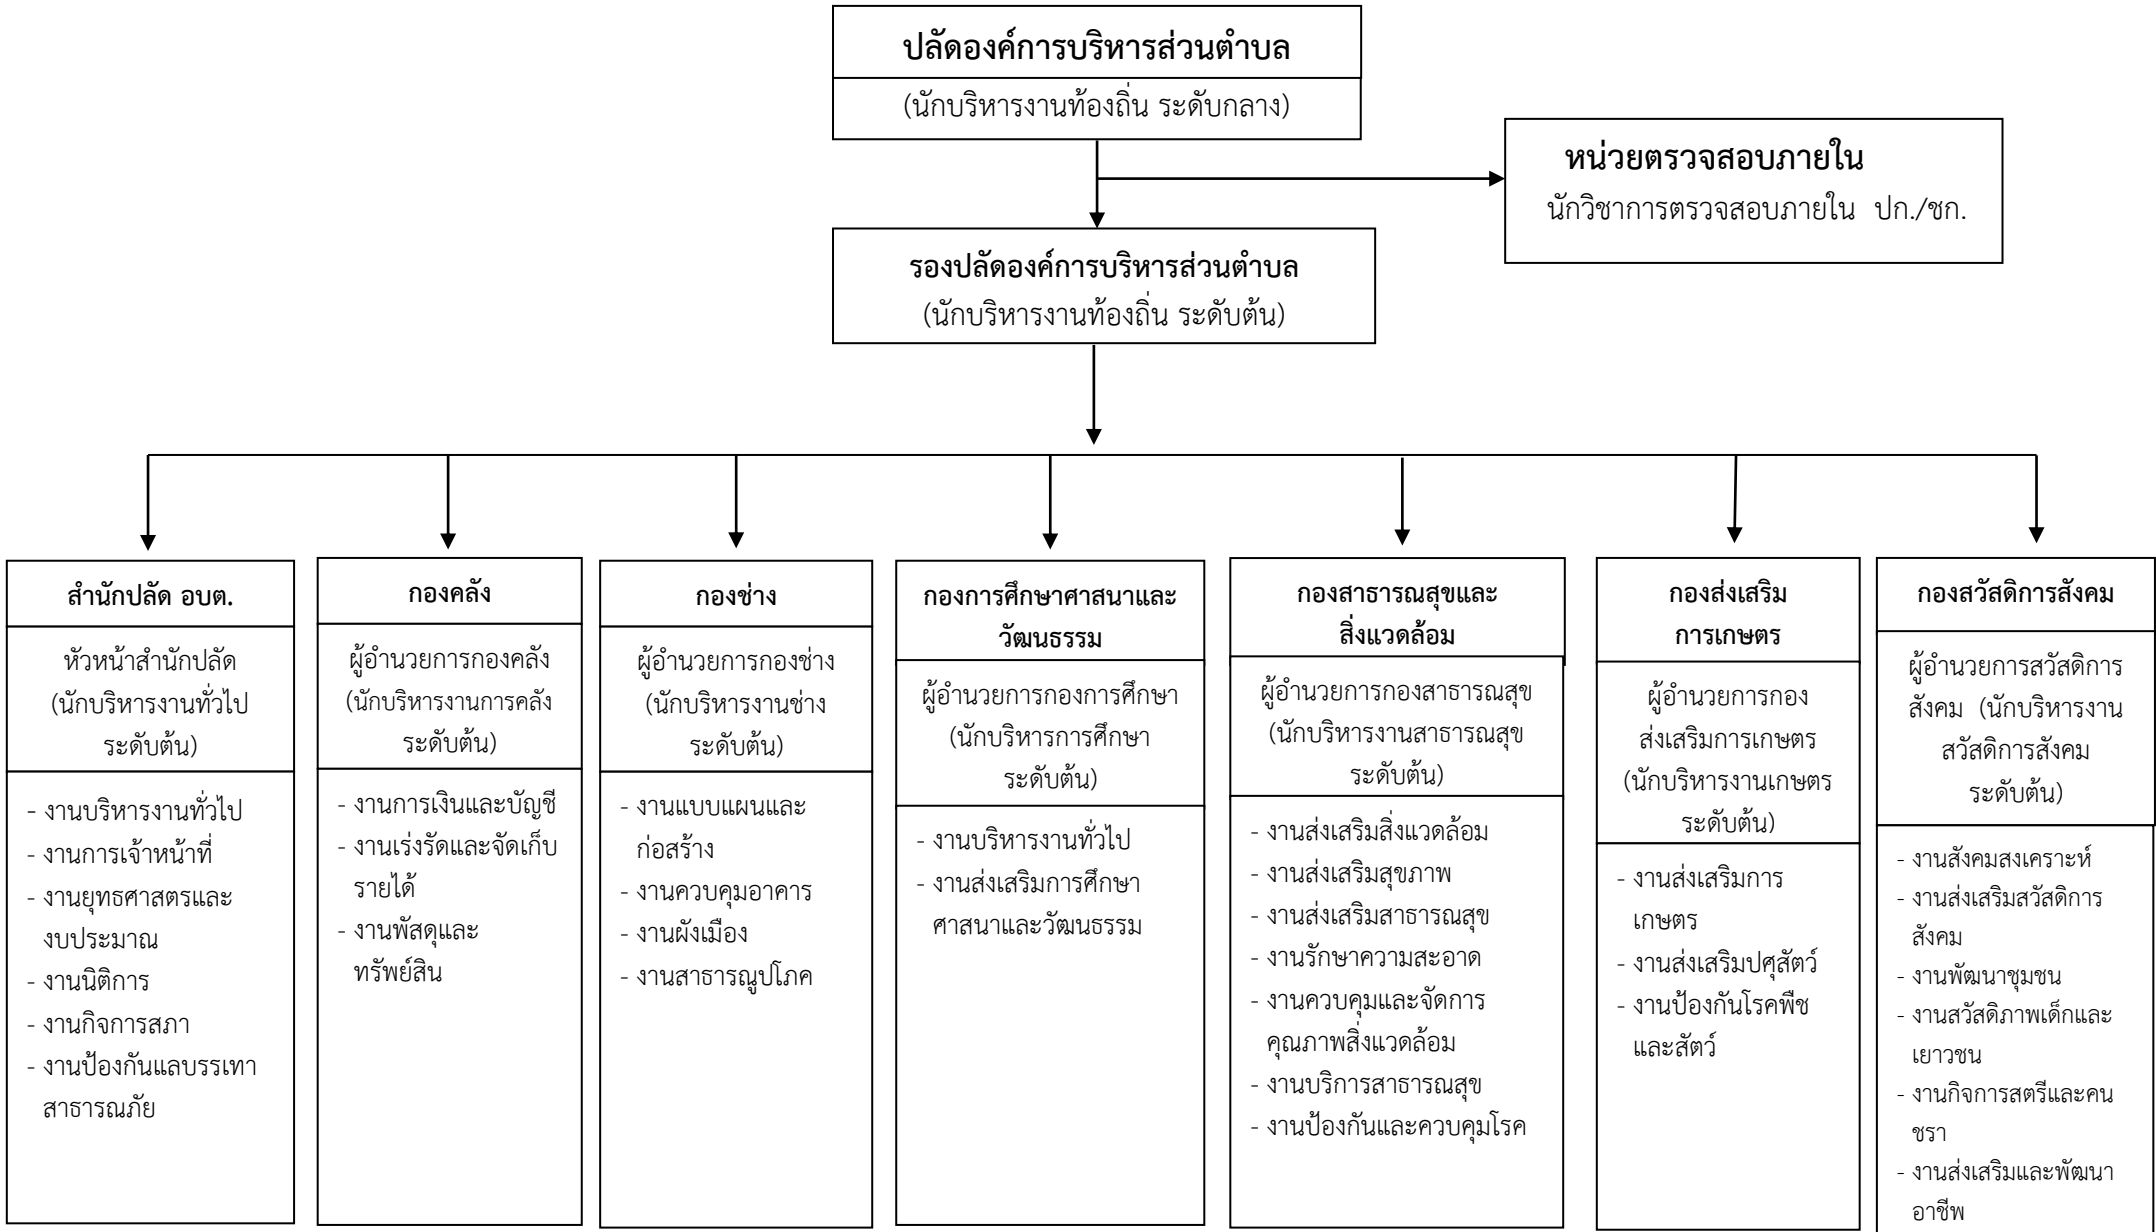 ปลัดองค์การบริหารส่วนตำบล
(นักบริหารงานท้องถิ่น ระดับกลาง)
หน่วยตรวจสอบภายใน
นักวิชาการตรวจสอบภายใน ปก./ชก.
รองปลัดองค์การบริหารส่วนตำบล
(นักบริหารงานท้องถิ่น ระดับต้น)
สำนักปลัด อบต.
หัวหน้าสำนักปลัด
(นักบริหารงานทั่วไป
ระดับต้น)
- งานบริหารงานทั่วไป
- งานการเจ้าหน้าที่
- งานยุทธศาสตร์และ
งบประมาณ
- งานนิติการ
- งานกิจการสภา
- งานป้องกันแลบรรเทา
สาธารณภัย
กองคลัง
ผู้อำนวยการกองคลัง
(นักบริหารงานการคลัง
ระดับต้น)
- งานการเงินและบัญชี
- งานเร่งรัดและจัดเก็บ
รายได้
- งานพัสดุและ
ทรัพย์สิน
กองช่าง
ผู้อำนวยการกองช่าง
(นักบริหารงานช่าง
ระดับต้น)
- งานแบบแผนและ
ก่อสร้าง
- งานควบคุมอาคาร
- งานผังเมือง
- งานสาธารณูปโภค
กองการศึกษาศาสนาและ
วัฒนธรรม
ผู้อำนวยการกองการศึกษา
(นักบริหารการศึกษา
ระดับต้น)
- งานบริหารงานทั่วไป
- งานส่งเสริมการศึกษา
ศาสนาและวัฒนธรรม
กองสาธารณสุขและ
สิ่งแวดล้อม
ผู้อำนวยการกองสาธารณสุข
(นักบริหารงานสาธารณสุข
ระดับต้น)
- งานส่งเสริมสิ่งแวดล้อม
- งานส่งเสริมสุขภาพ
- งานส่งเสริมสาธารณสุข
- งานรักษาความสะอาด
- งานควบคุมและจัดการ
คุณภาพสิ่งแวดล้อม
- งานบริการสาธารณสุข
- งานป้องกันและควบคุมโรค
กองส่งเสริม
การเกษตร
ผู้อำนวยการกอง
ส่งเสริมการเกษตร
(นักบริหารงานเกษตร
ระดับต้น)
- งานส่งเสริมการ
เกษตร
- งานส่งเสริมปศุสัตว์
- งานป้องกันโรคพืช
และสัตว์
กองสวัสดิการสังคม
ผู้อำนวยการสวัสดิการ
สังคม (นักบริหารงาน
สวัสดิการสังคม
ระดับต้น)
- งานสังคมสงเคราะห์
- งานส่งเสริมสวัสดิการ
สังคม
- งานพัฒนาชุมชน
- งานสวัสดิภาพเด็กและ
เยาวชน
- งานกิจการสตรีและคน
ชรา
- งานส่งเสริมและพัฒนา
อาชีพ